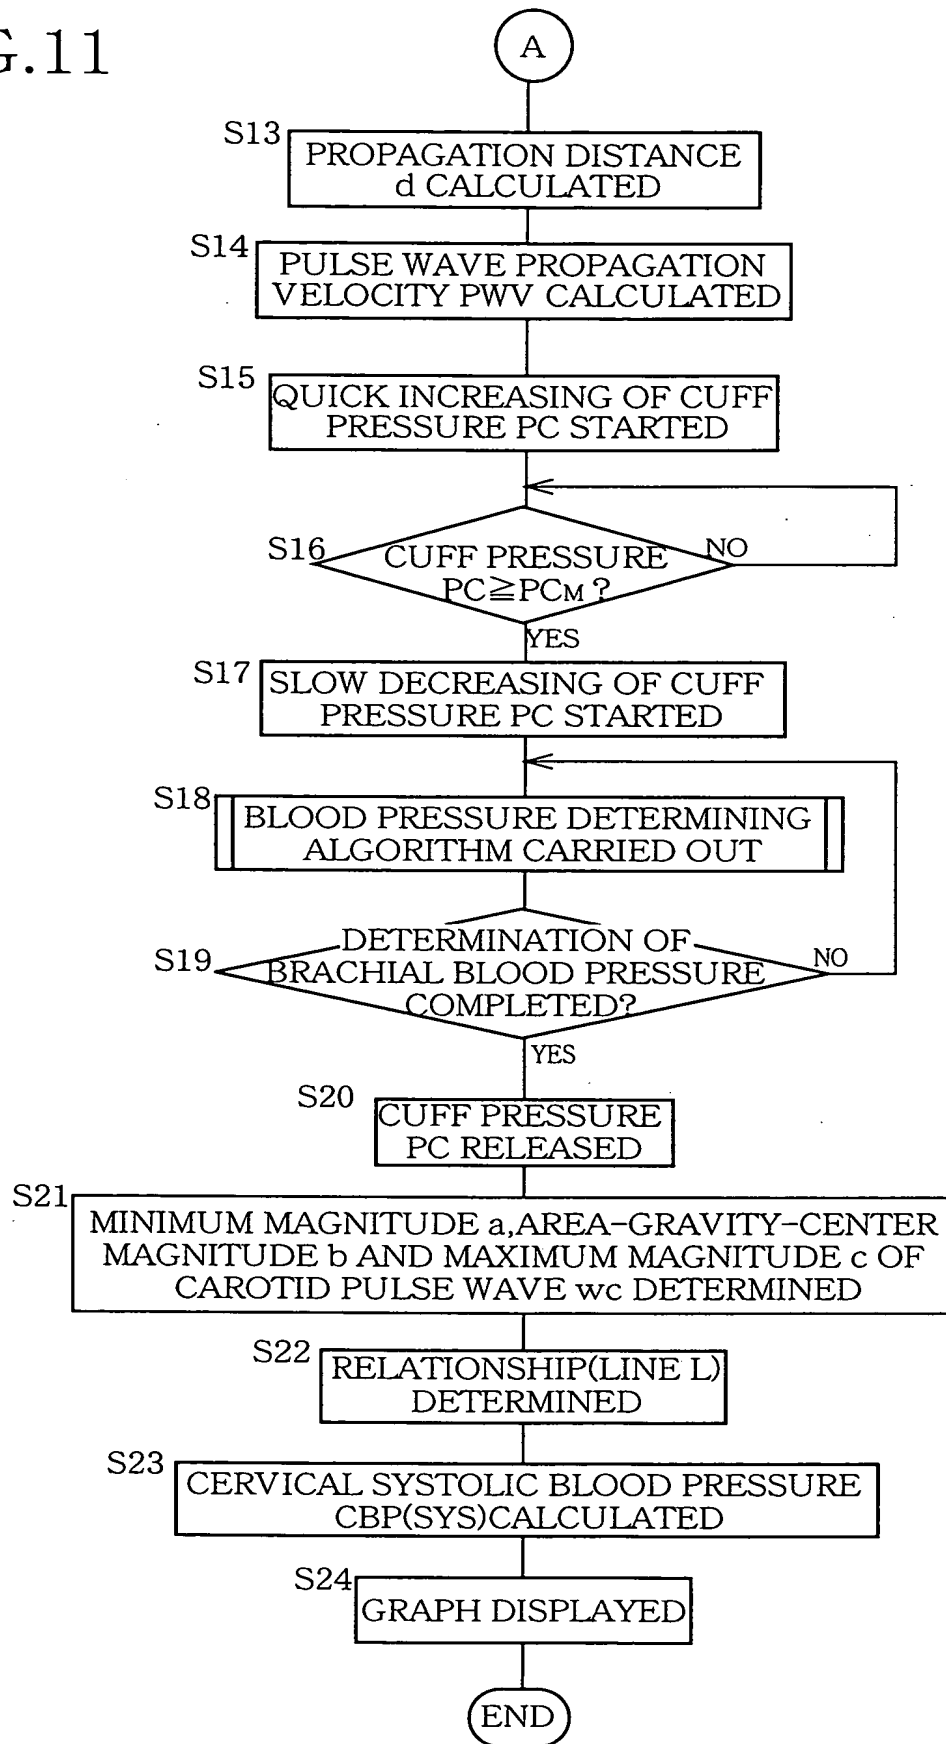 G.11
A
S13
PROPAGATION DISTANCE
d CALCULATED
S14
PULSE WAVE PROPAGATION
VELOCITY PWV CALCULATED
S15
QUICK INCREASING OF CUFF
PRESSURE PC STARTED
S16
CUFF PRESSURE
PC≧PCM ?
NO
YES
S17
SLOW DECREASING OF CUFF
PRESSURE PC STARTED
S18
BLOOD PRESSURE DETERMINING
ALGORITHM CARRIED OUT
S19
DETERMINATION OF
BRACHIAL BLOOD PRESSURE
COMPLETED?
NO
YES
S20
CUFF PRESSURE
PC RELEASED
S21
MINIMUM MAGNITUDE a,AREA-GRAVITY-CENTER
MAGNITUDE b AND MAXIMUM MAGNITUDE c OF
CAROTID PULSE WAVE wc DETERMINED
S22
RELATIONSHIP(LINE L)
DETERMINED
S23
CERVICAL SYSTOLIC BLOOD PRESSURE
CBP(SYS)CALCULATED
S24
GRAPH DISPLAYED
END